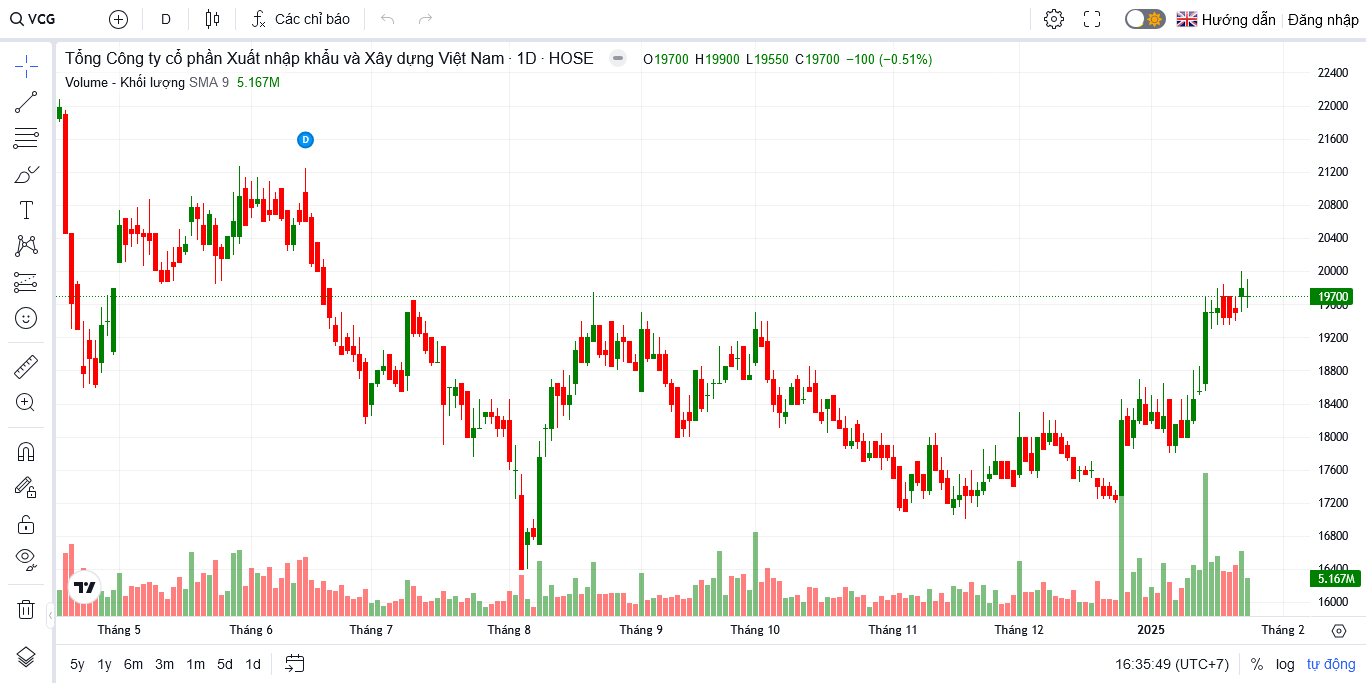 VCG D Các chỉ báo Hướng dẫn Đăng nhập
Tổng Công ty cổ phần Xuất nhập khẩu và Xây dựng Việt Nam · 1D · HOSE O19700 H19900 L19550 C19700 −100 (−0.51%)
Volume - Khối lượng SMA 9 5.167M
D
22400
22000
21600
21200
20800
20400
20000
19700
19600
19200
18800
18400
18000
17600
17200
16800
16400
5.167M
16000
Tháng 5 Tháng 6 Tháng 7 Tháng 8 Tháng 9 Tháng 10 Tháng 11 Tháng 12 2025 Tháng 2
5y 1y 6m 3m 1m 5d 1d 16:35:49 (UTC+7) % log tự động